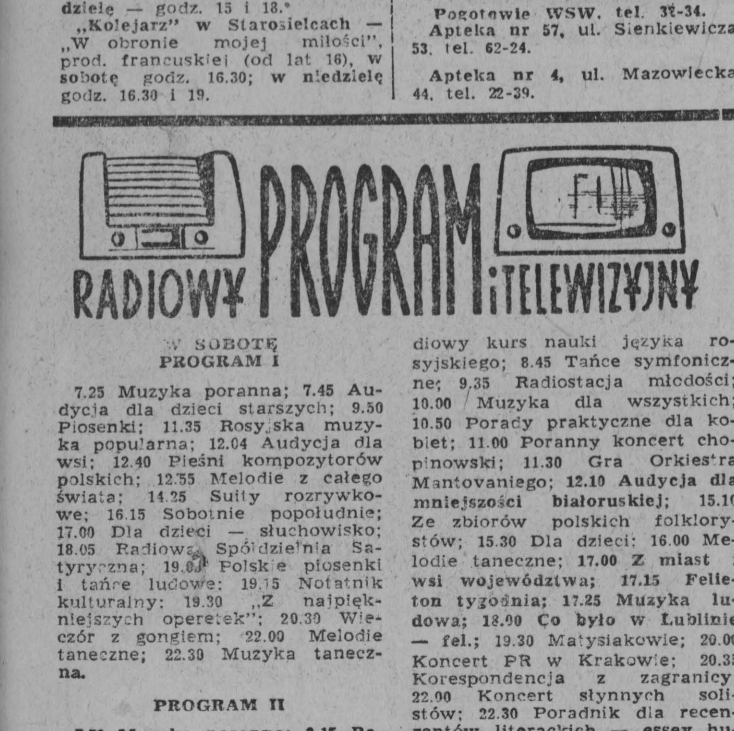 dzielę — godz. 15 i 18.
„Kolejarz” w Starosielcach —
„W obronie mojej miłości”,
prod. francuskiej (od lat 16), w
sobotę godz. 16.30; w niedzielę
godz. 16.30 i 19.
Pogotowie WSW. tel. 32-34.
Apteka nr 57, ul. Sienkiewicza
53, tel. 62-24.
Apteka nr 4, ul. Mazowiecka
44, tel. 22-39.
RADIOWY PROGRAM i TELEWIZYJNY
W SOBOTĘ
PROGRAM I
7.25 Muzyka poranna; 7.45 Au-
dycja dla dzieci starszych; 9.50
Piosenki; 11.35 Rosyjska muzy-
ka popularna; 12.04 Audycja dla
wsi; 12.40 Pieśni kompozytorów
polskich; 12.55 Melodie z całego
świata; 14.25 Suity rozrywko-
we; 16.15 Sobotnie popołudnie;
17.00 Dla dzieci — słuchowisko;
18.05 Radiowa Spółdzielnia Sa-
tyryczna; Polskie piosenki
i tańce ludowe; 19.15 Notatnik
kulturalny; 19.30 „Z najpięk-
niejszych operetek”; 20.30 Wie-
czór z gongiem; 22.00 Melodie
taneczne; 22.30 Muzyka tanecz-
na.
PROGRAM II
diowy kurs nauki języka ro-
syjskiego; 8.45 Tańce symfonicz-
ne; 9.35 Radiostacja młodości;
10.00 Muzyka dla wszystkich;
10.50 Porady praktyczne dla ko-
biet; 11.00 Poranny koncert cho-
pinowski; 11.30 Gra Orkiestra
Mantovaniego; 12.10 Audycja dla
mniejszości białoruskiej; 15.10
Ze zbiorów polskich folklory-
stów; 15.30 Dla dzieci; 16.00 Me-
lodie taneczne; 17.00 Z miast
wsi województwa; 17.15 Felie-
ton tygodnia; 17.25 Muzyka lu-
dowa; 18.00 Co było w Lublinie
— fel.; 19.30 Matysiakowie; 20.00
Koncert PR w Krakowie; 20.35
Korespondencja z zagranicy
22.00 Koncert słynnych soli-
stów; 22.30 Poradnik dla recen-